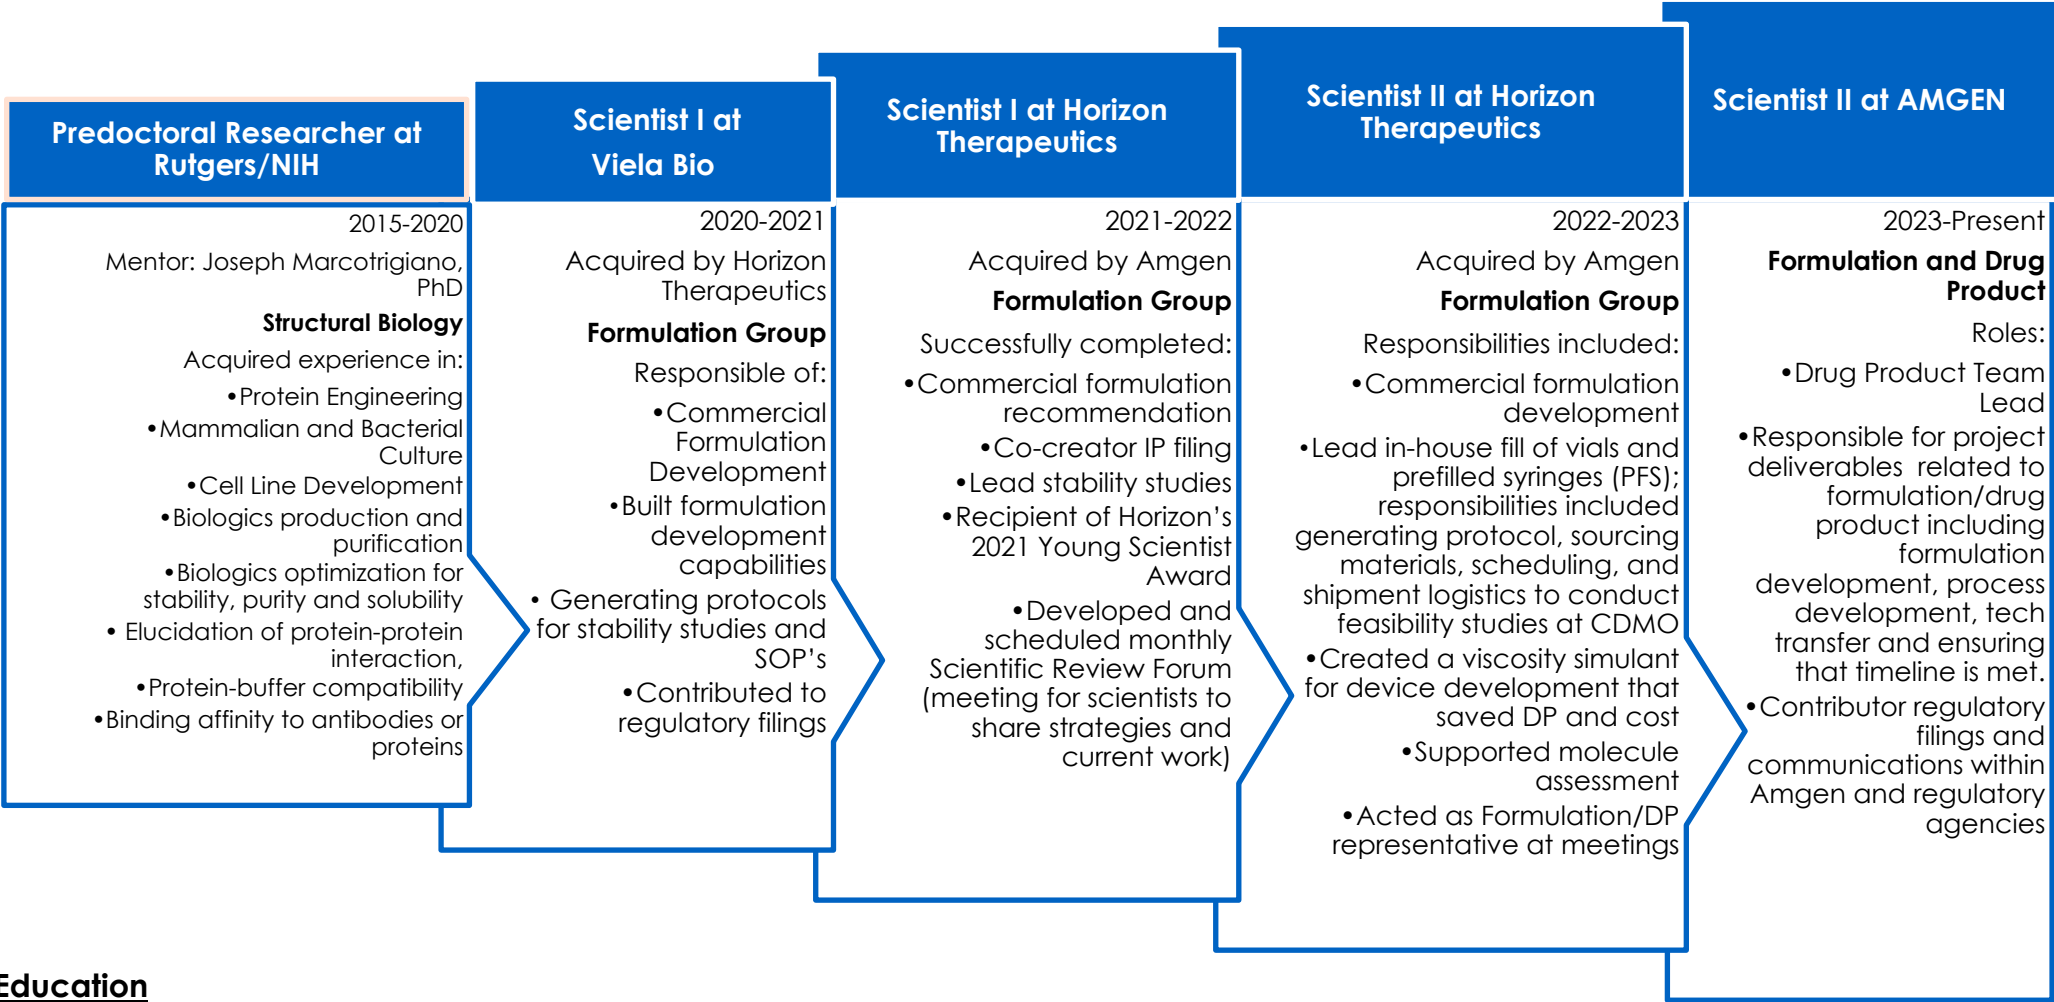 Predoctoral Researcher at
Rutgers/NIH
2015-2020
Mentor: Joseph Marcotrigiano,
PhD
Structural Biology
Acquired experience in:
•Protein Engineering
•Mammalian and Bacterial
Culture
•Cell Line Development
•Biologics production and
purification
•Biologics optimization for
stability, purity and solubility
• Elucidation of protein-protein
interaction,
•Protein-buffer compatibility
•Binding affinity to antibodies or
proteins
Scientist I at
Viela Bio
2020-2021
Acquired by Horizon
Therapeutics
Formulation Group
Responsible of:
•Commercial
Formulation
Development
•Built formulation
development
capabilities
• Generating protocols
for stability studies and
SOP’s
•Contributed to
regulatory filings
Scientist I at Horizon
Therapeutics
2021-2022
Acquired by Amgen
Formulation Group
Successfully completed:
•Commercial formulation
recommendation
•Co-creator IP filing
•Lead stability studies
•Recipient of Horizon’s
2021 Young Scientist
Award
•Developed and
scheduled monthly
Scientific Review Forum
(meeting for scientists to
share strategies and
current work)
Scientist II at Horizon
Therapeutics
2022-2023
Acquired by Amgen
Formulation Group
Responsibilities included:
•Commercial formulation
development
•Lead in-house fill of vials and
prefilled syringes (PFS);
responsibilities included
generating protocol, sourcing
materials, scheduling, and
shipment logistics to conduct
feasibility studies at CDMO
•Created a viscosity simulant
for device development that
saved DP and cost
•Supported molecule
assessment
•Acted as Formulation/DP
representative at meetings
Scientist II at AMGEN
2023-Present
Formulation and Drug
Product
Roles:
•Drug Product Team
Lead
•Responsible for project
deliverables related to
formulation/drug
product including
formulation
development, process
development, tech
transfer and ensuring
that timeline is met.
•Contributor regulatory
filings and
communications within
Amgen and regulatory
agencies
Education